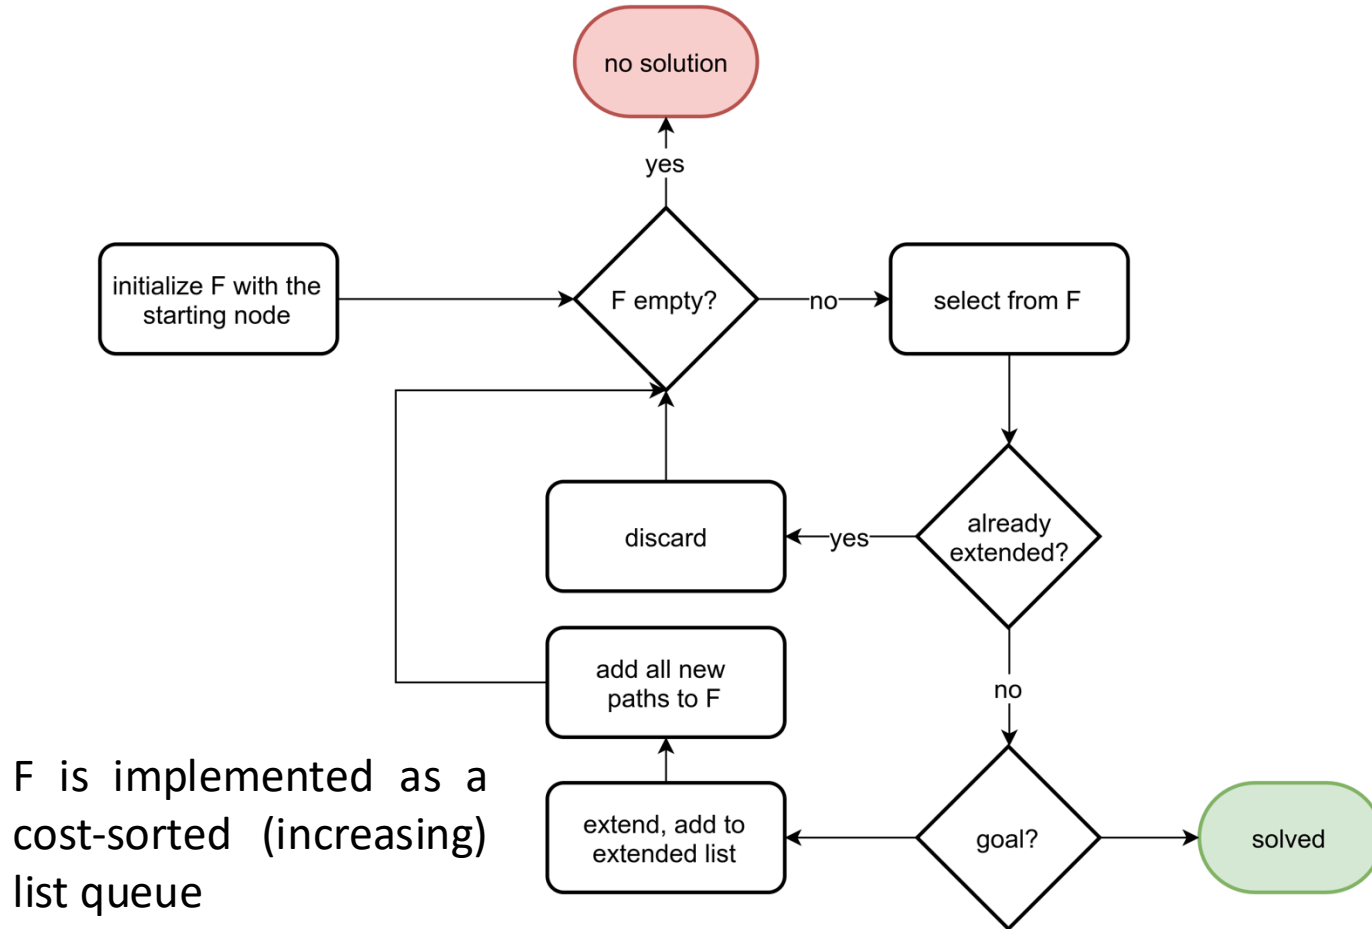 no solution
yes
initialize F with the
starting node
F empty?
no
select from F
discard
yes
already
extended?
add all new
paths to F
no
F is implemented as a
cost-sorted (increasing)
list queue
extend, add to
extended list
goal?
solved